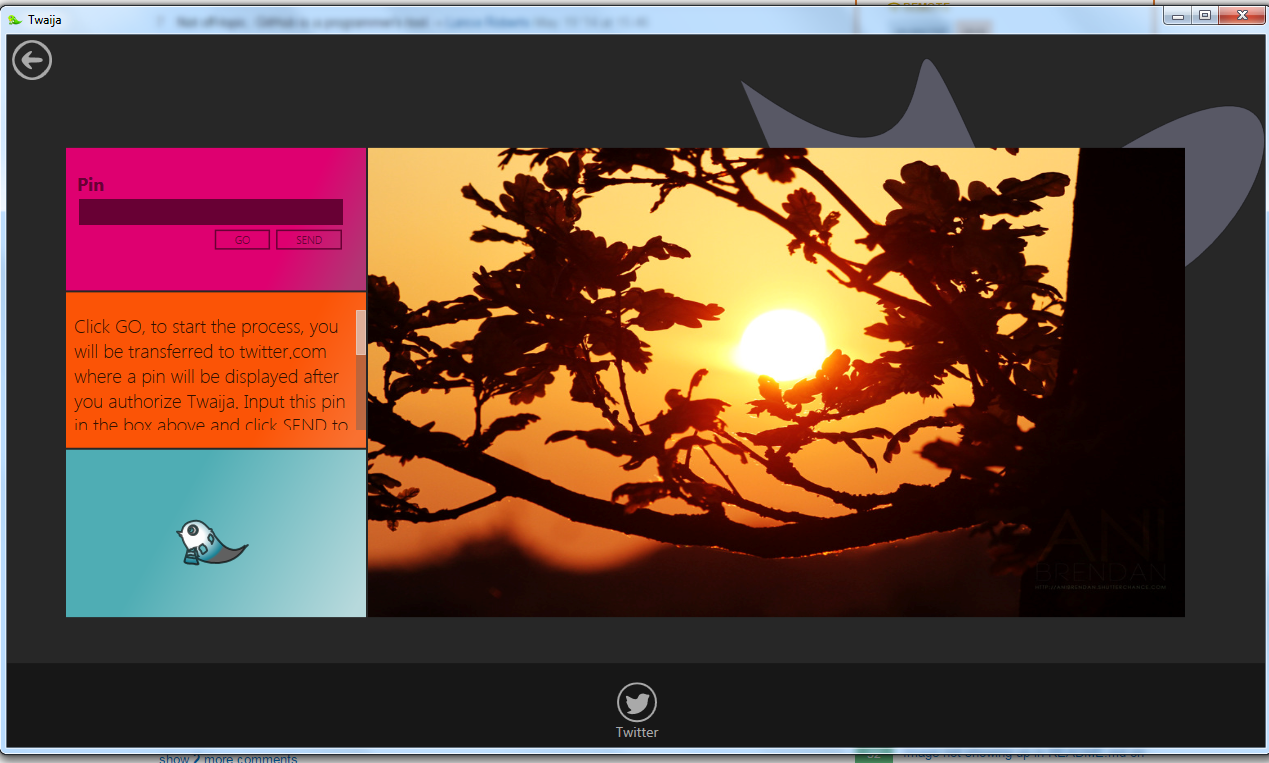 Twaija
Pin
GO
SEND
Click GO, to start the process, you
will be transferred to twitter.com
where a pin will be displayed after
you authorize Twaija. Input this pin
in the box above and click SEND to
ANI
BRENDAN
Twitter
show 2 more comments